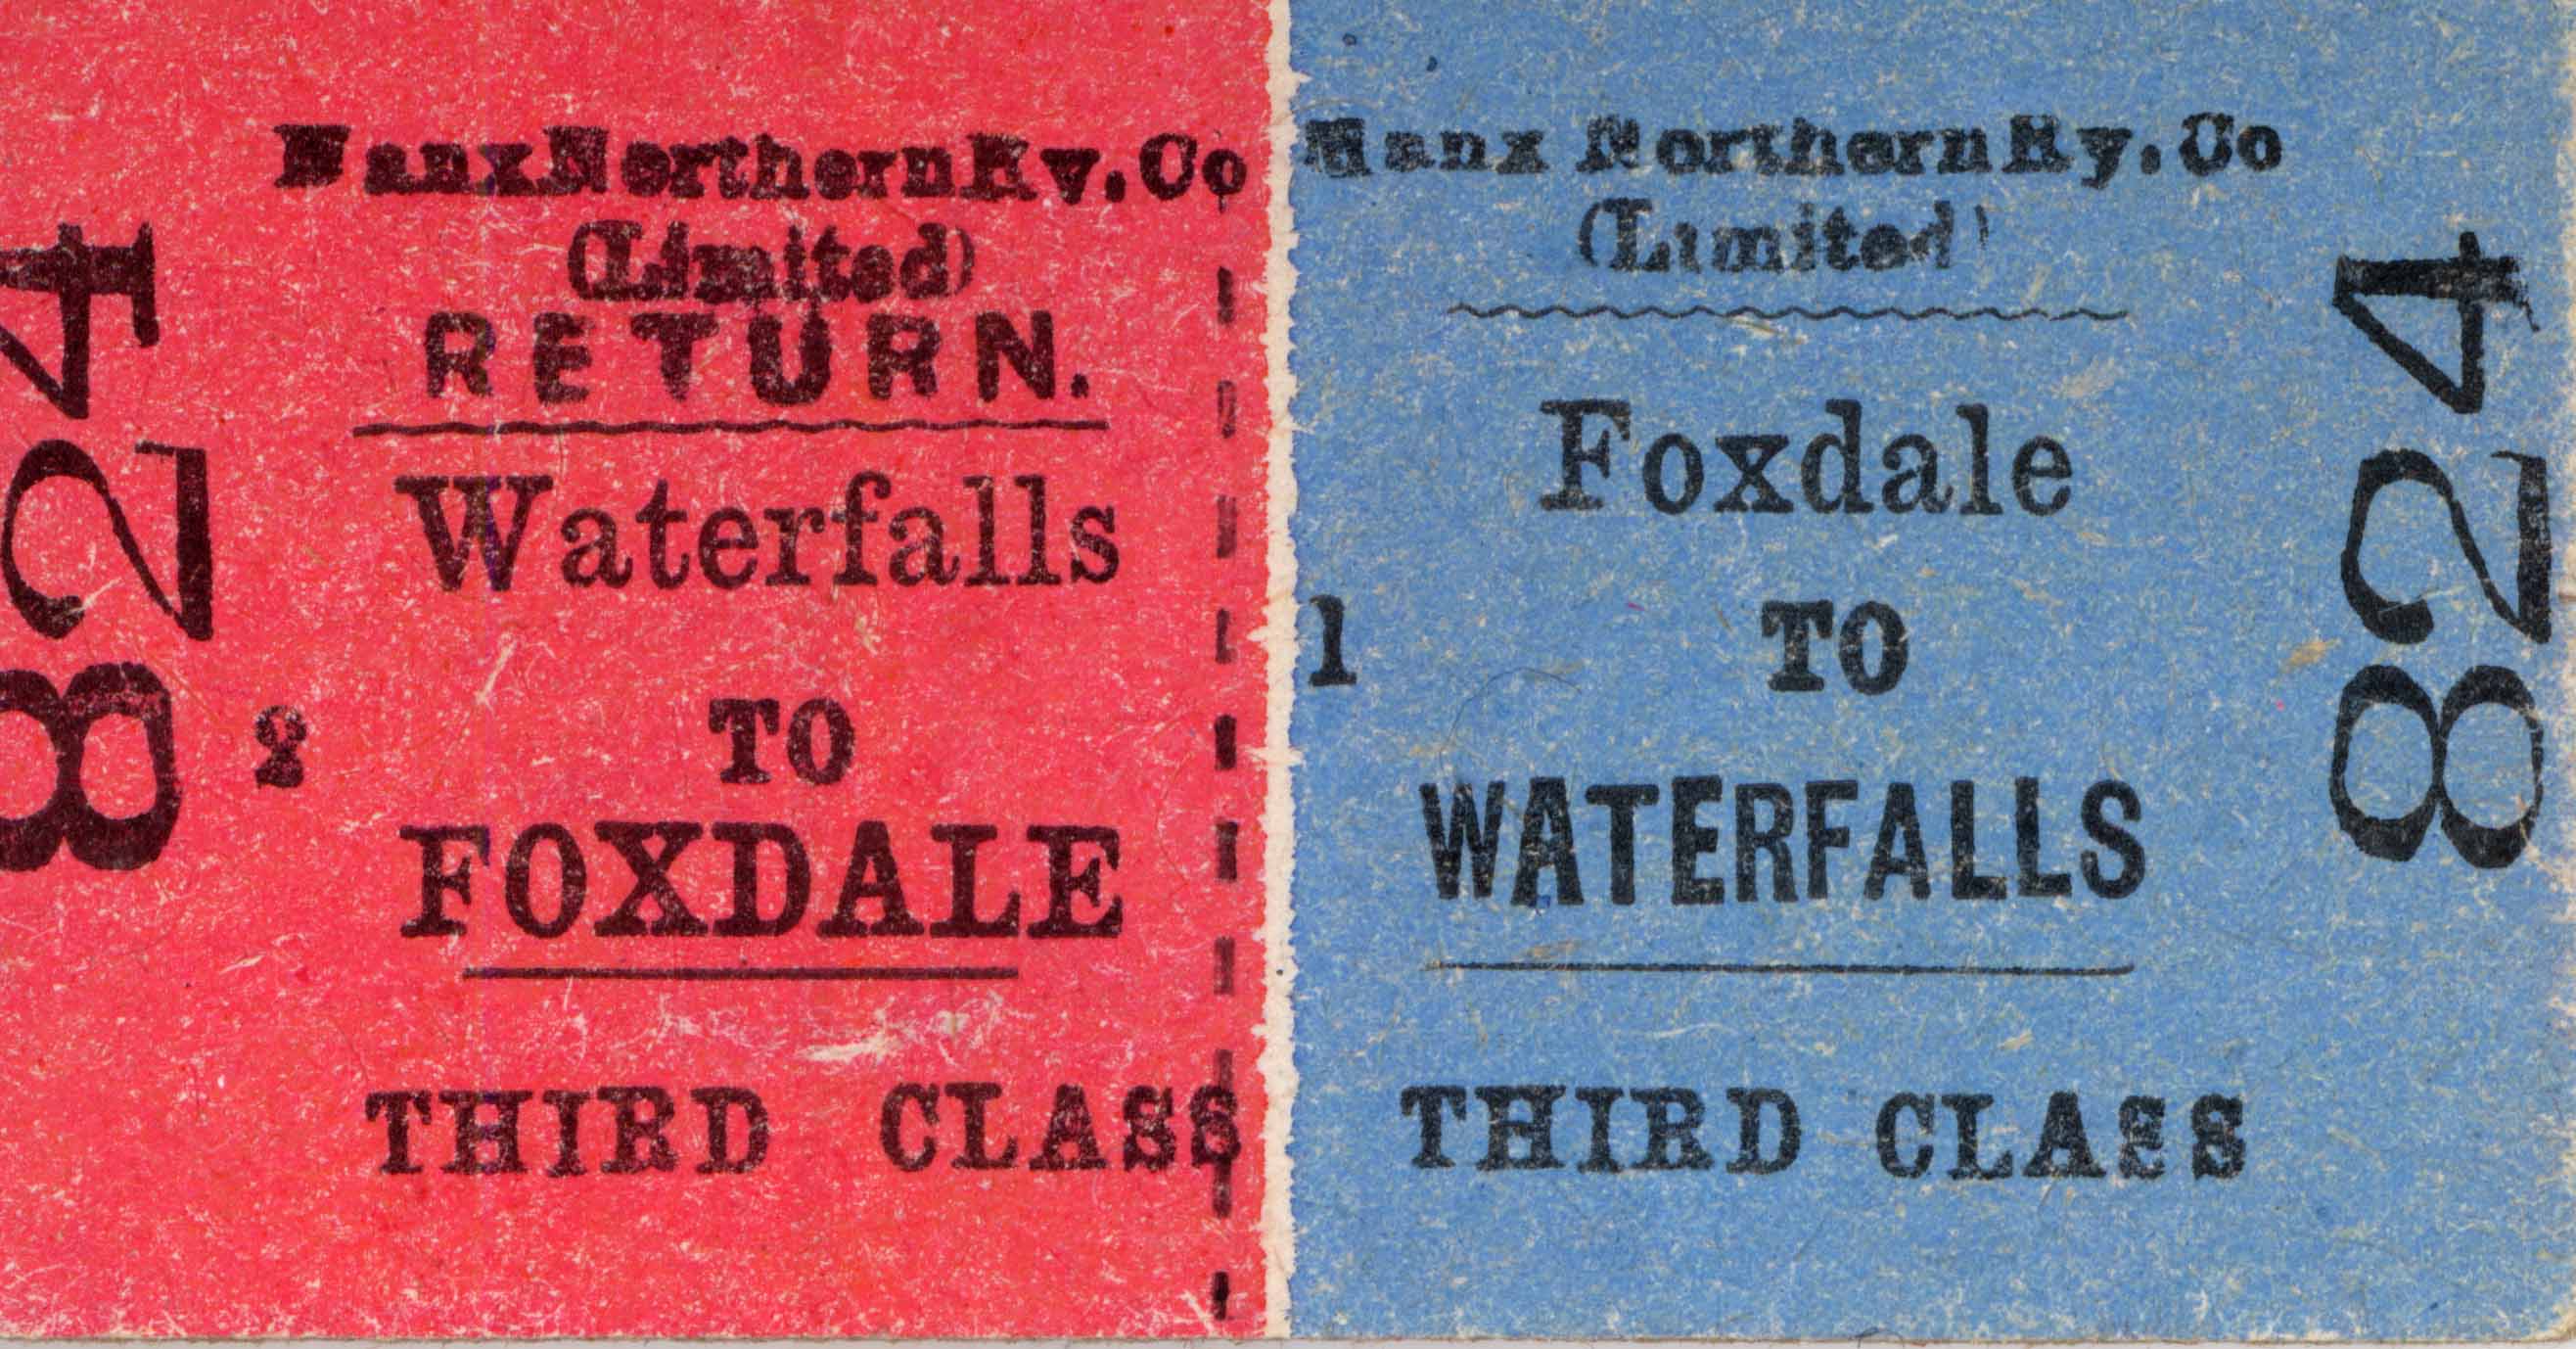 Manx Northern Ry. Co
(Limited)
RETURN.
Waterfalls
TO
FOXDALE
THIRD CLASS
824
2
Manx Northern Ry. Co
(Limited)
Foxdale
TO
WATERFALLS
THIRD CLASS
1
824